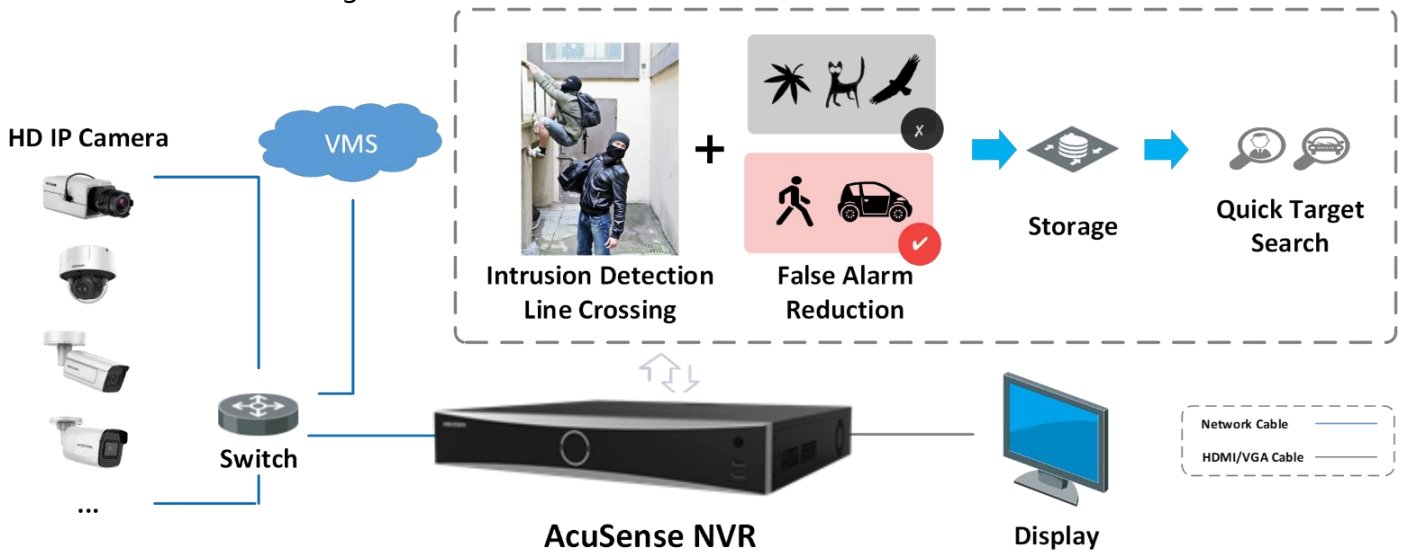 HD IP Camera
VMS
...
Switch
Intrusion Detection
Line Crossing
+
False Alarm
Reduction
Storage
Quick Target
Search
AcuSense NVR
Display
Network Cable
HDMI/VGA Cable